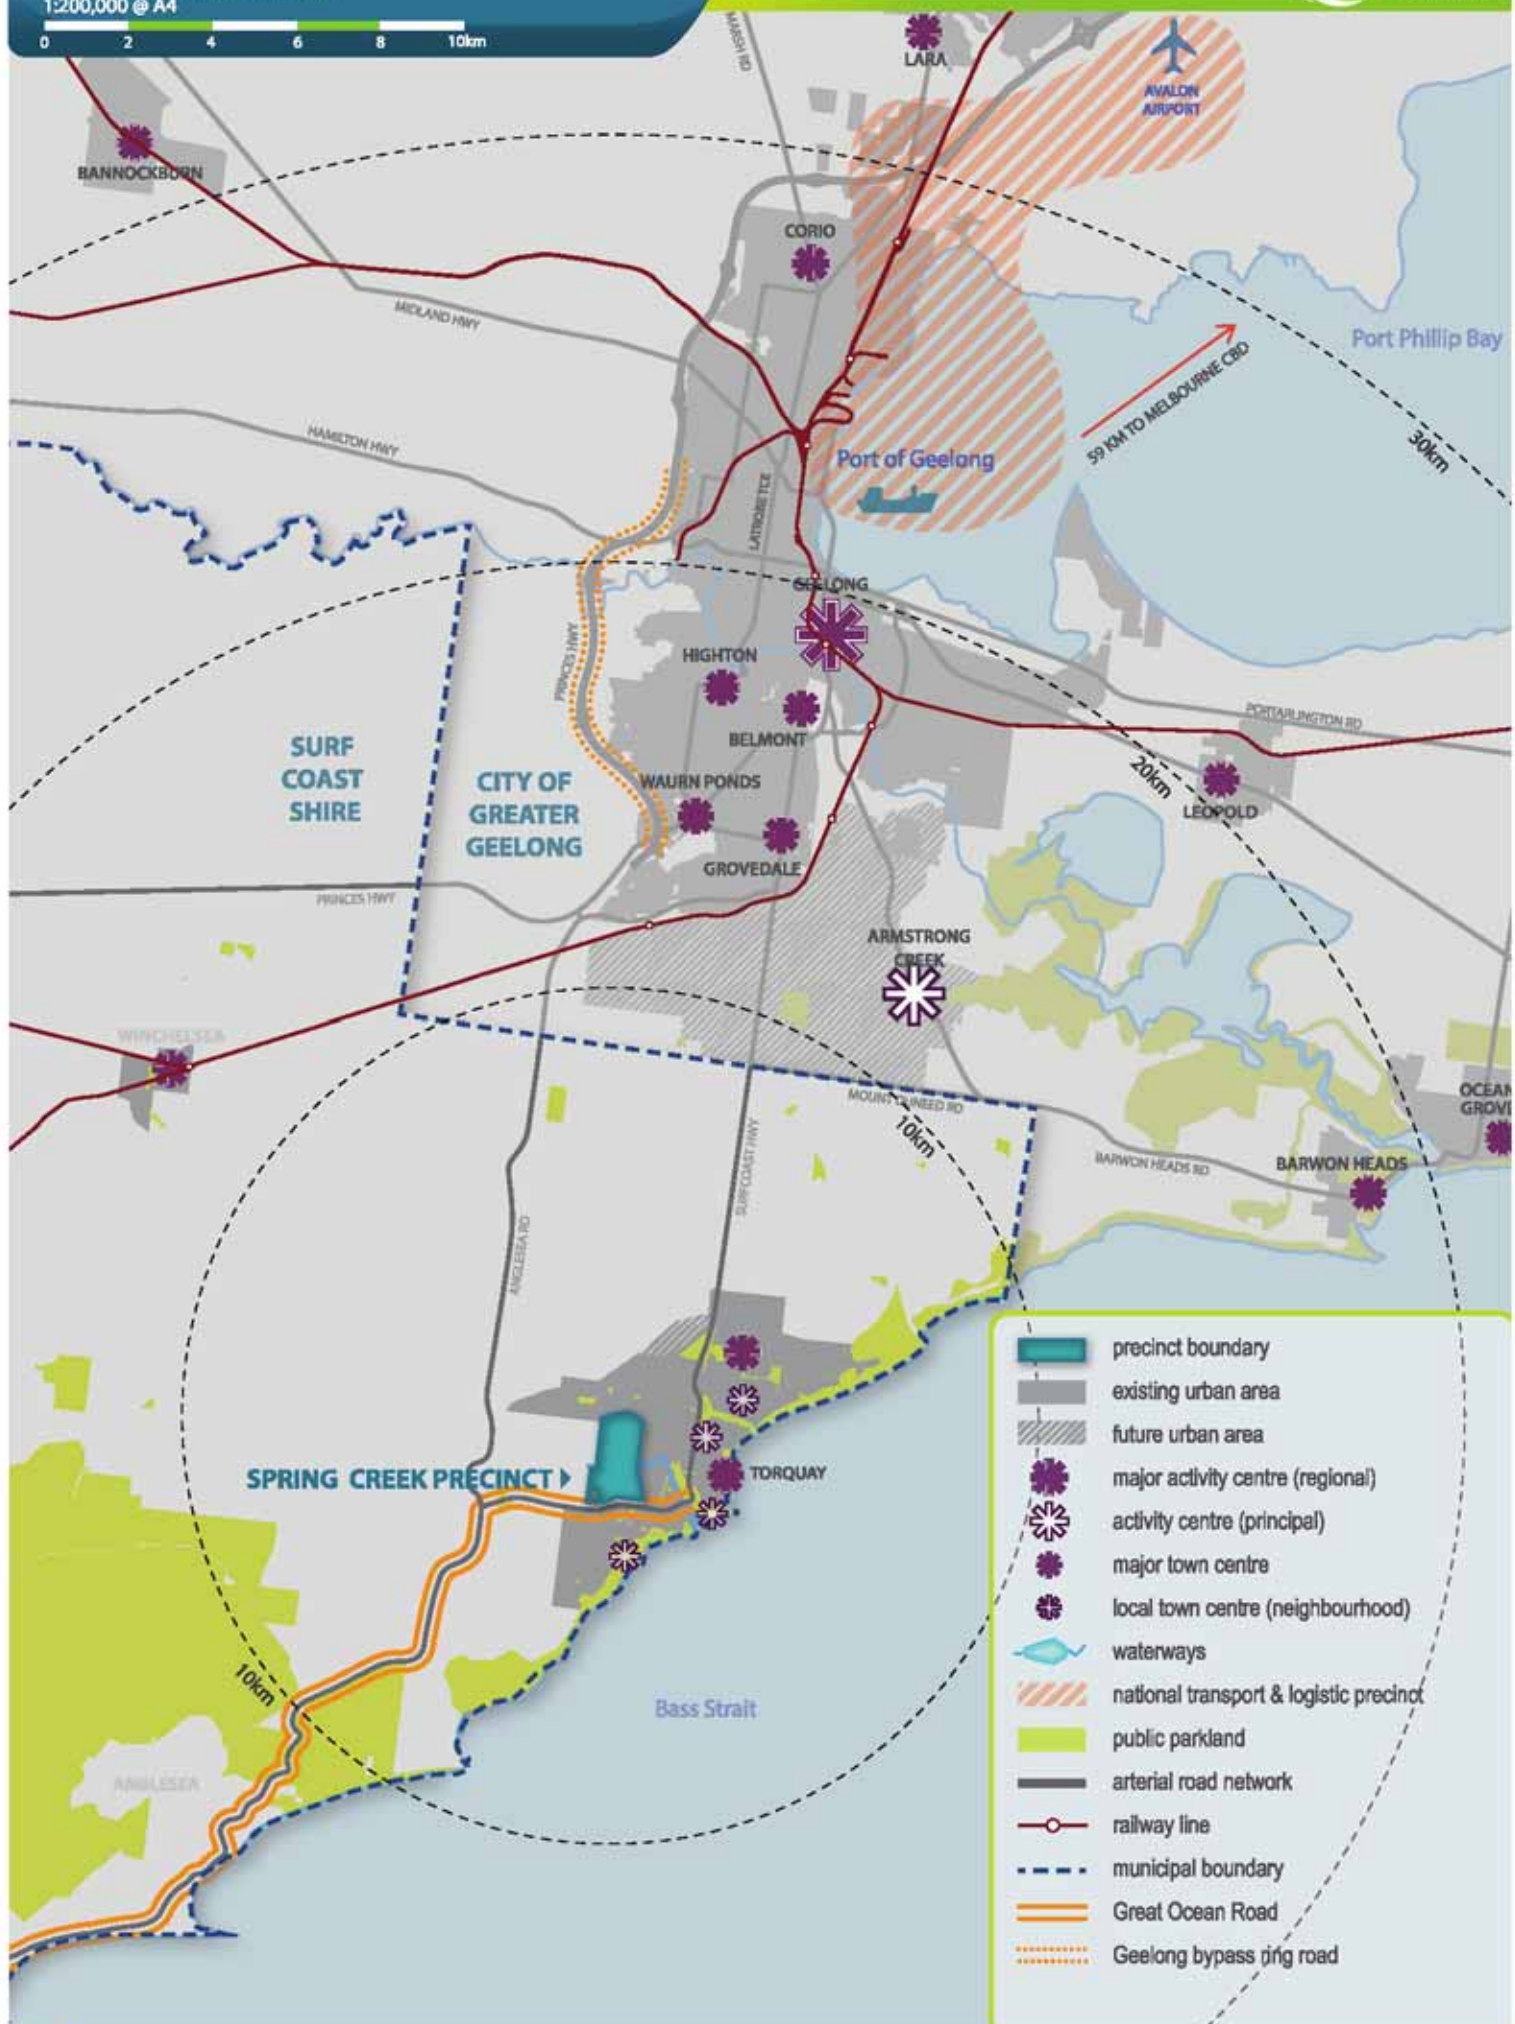 1:200,000 @ A4
0 2 4 6 8 10km
MARSH RD
LARA
AVALON
AIRPORT
BANNOCKBURN
CORIO
MIDLAND HWY
Port Phillip Bay
59 KM TO MELBOURNE CBD
HAMILTON HWY
30km
Port of Geelong
LATROBE TCE
GEELONG
PRINCES HWY
HIGHTON
BELMONT
PORTARLINGTON RD
SURF
COAST
SHIRE
CITY OF
GREATER
GEELONG
WAURN PONDS
20km
LEOPOLD
GROVEDALE
PRINCES HWY
ARMSTRONG
CREEK
WINCHELSEA
MOUNT DUNEED RD
10km
OCEAN
GROVE
SURFCOAST HWY
BARWON HEADS RD
BARWON HEADS
ANGLESEA RD
SPRING CREEK PRECINCT
TORQUAY
10km
Bass Strait
ANGLESEA
precinct boundary
existing urban area
future urban area
major activity centre (regional)
activity centre (principal)
major town centre
local town centre (neighbourhood)
waterways
national transport & logistic precinct
public parkland
arterial road network
railway line
municipal boundary
Great Ocean Road
Geelong bypass ring road